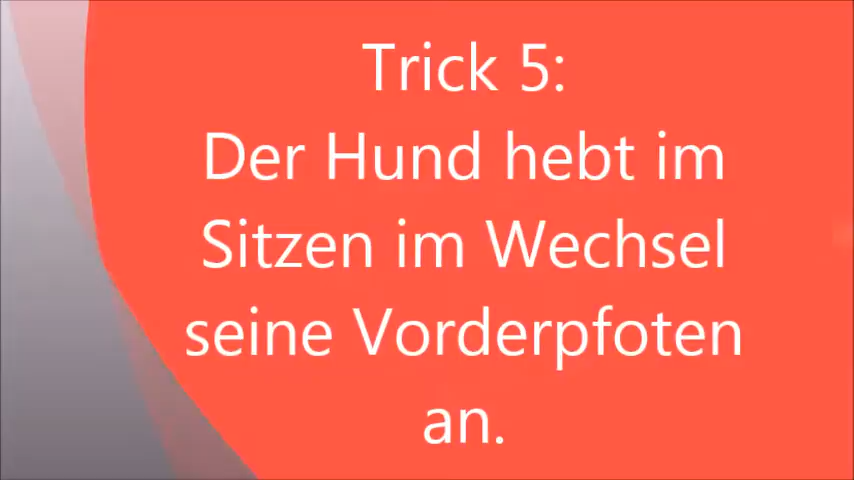 Trick 5:
Der Hund hebt im
Sitzen im Wechsel
seine Vorderpfoten
an.